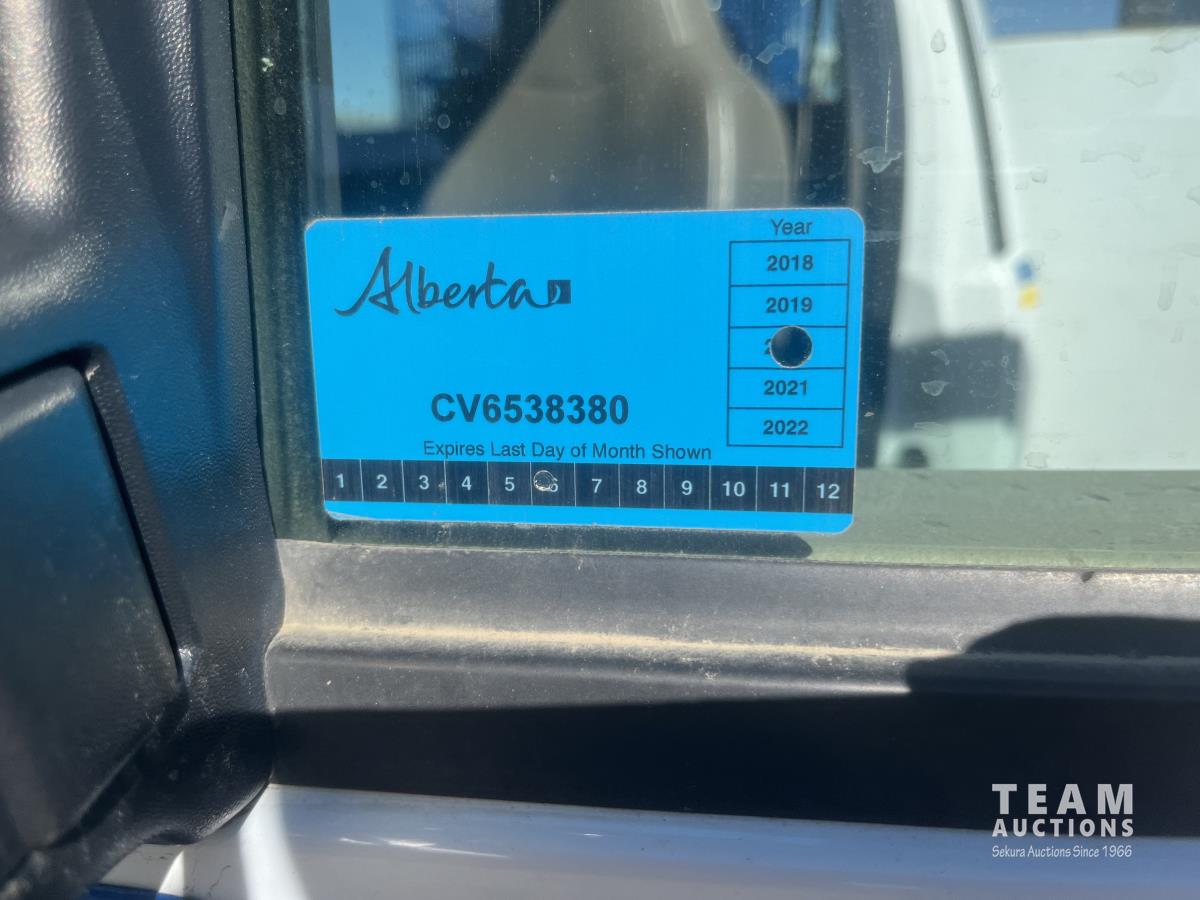 Alberta
Year
2018
2019
2021
2022
CV6538380
Expires Last Day of Month Shown
1 2 3 4 5 6 7 8 9 10 11 12
TEAM
AUCTIONS
Sekura Auctions Since 1966